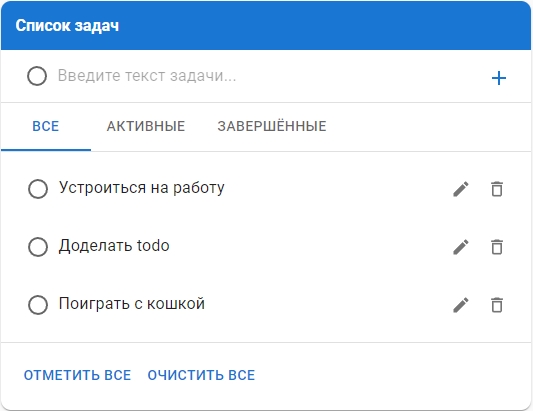 Список задач
Введите текст задачи...
ВСЕ АКТИВНЫЕ ЗАВЕРШЁННЫЕ
Устроиться на работу
Доделать todo
Поиграть с кошкой
ОТМЕТИТЬ ВСЕ ОЧИСТИТЬ ВСЕ